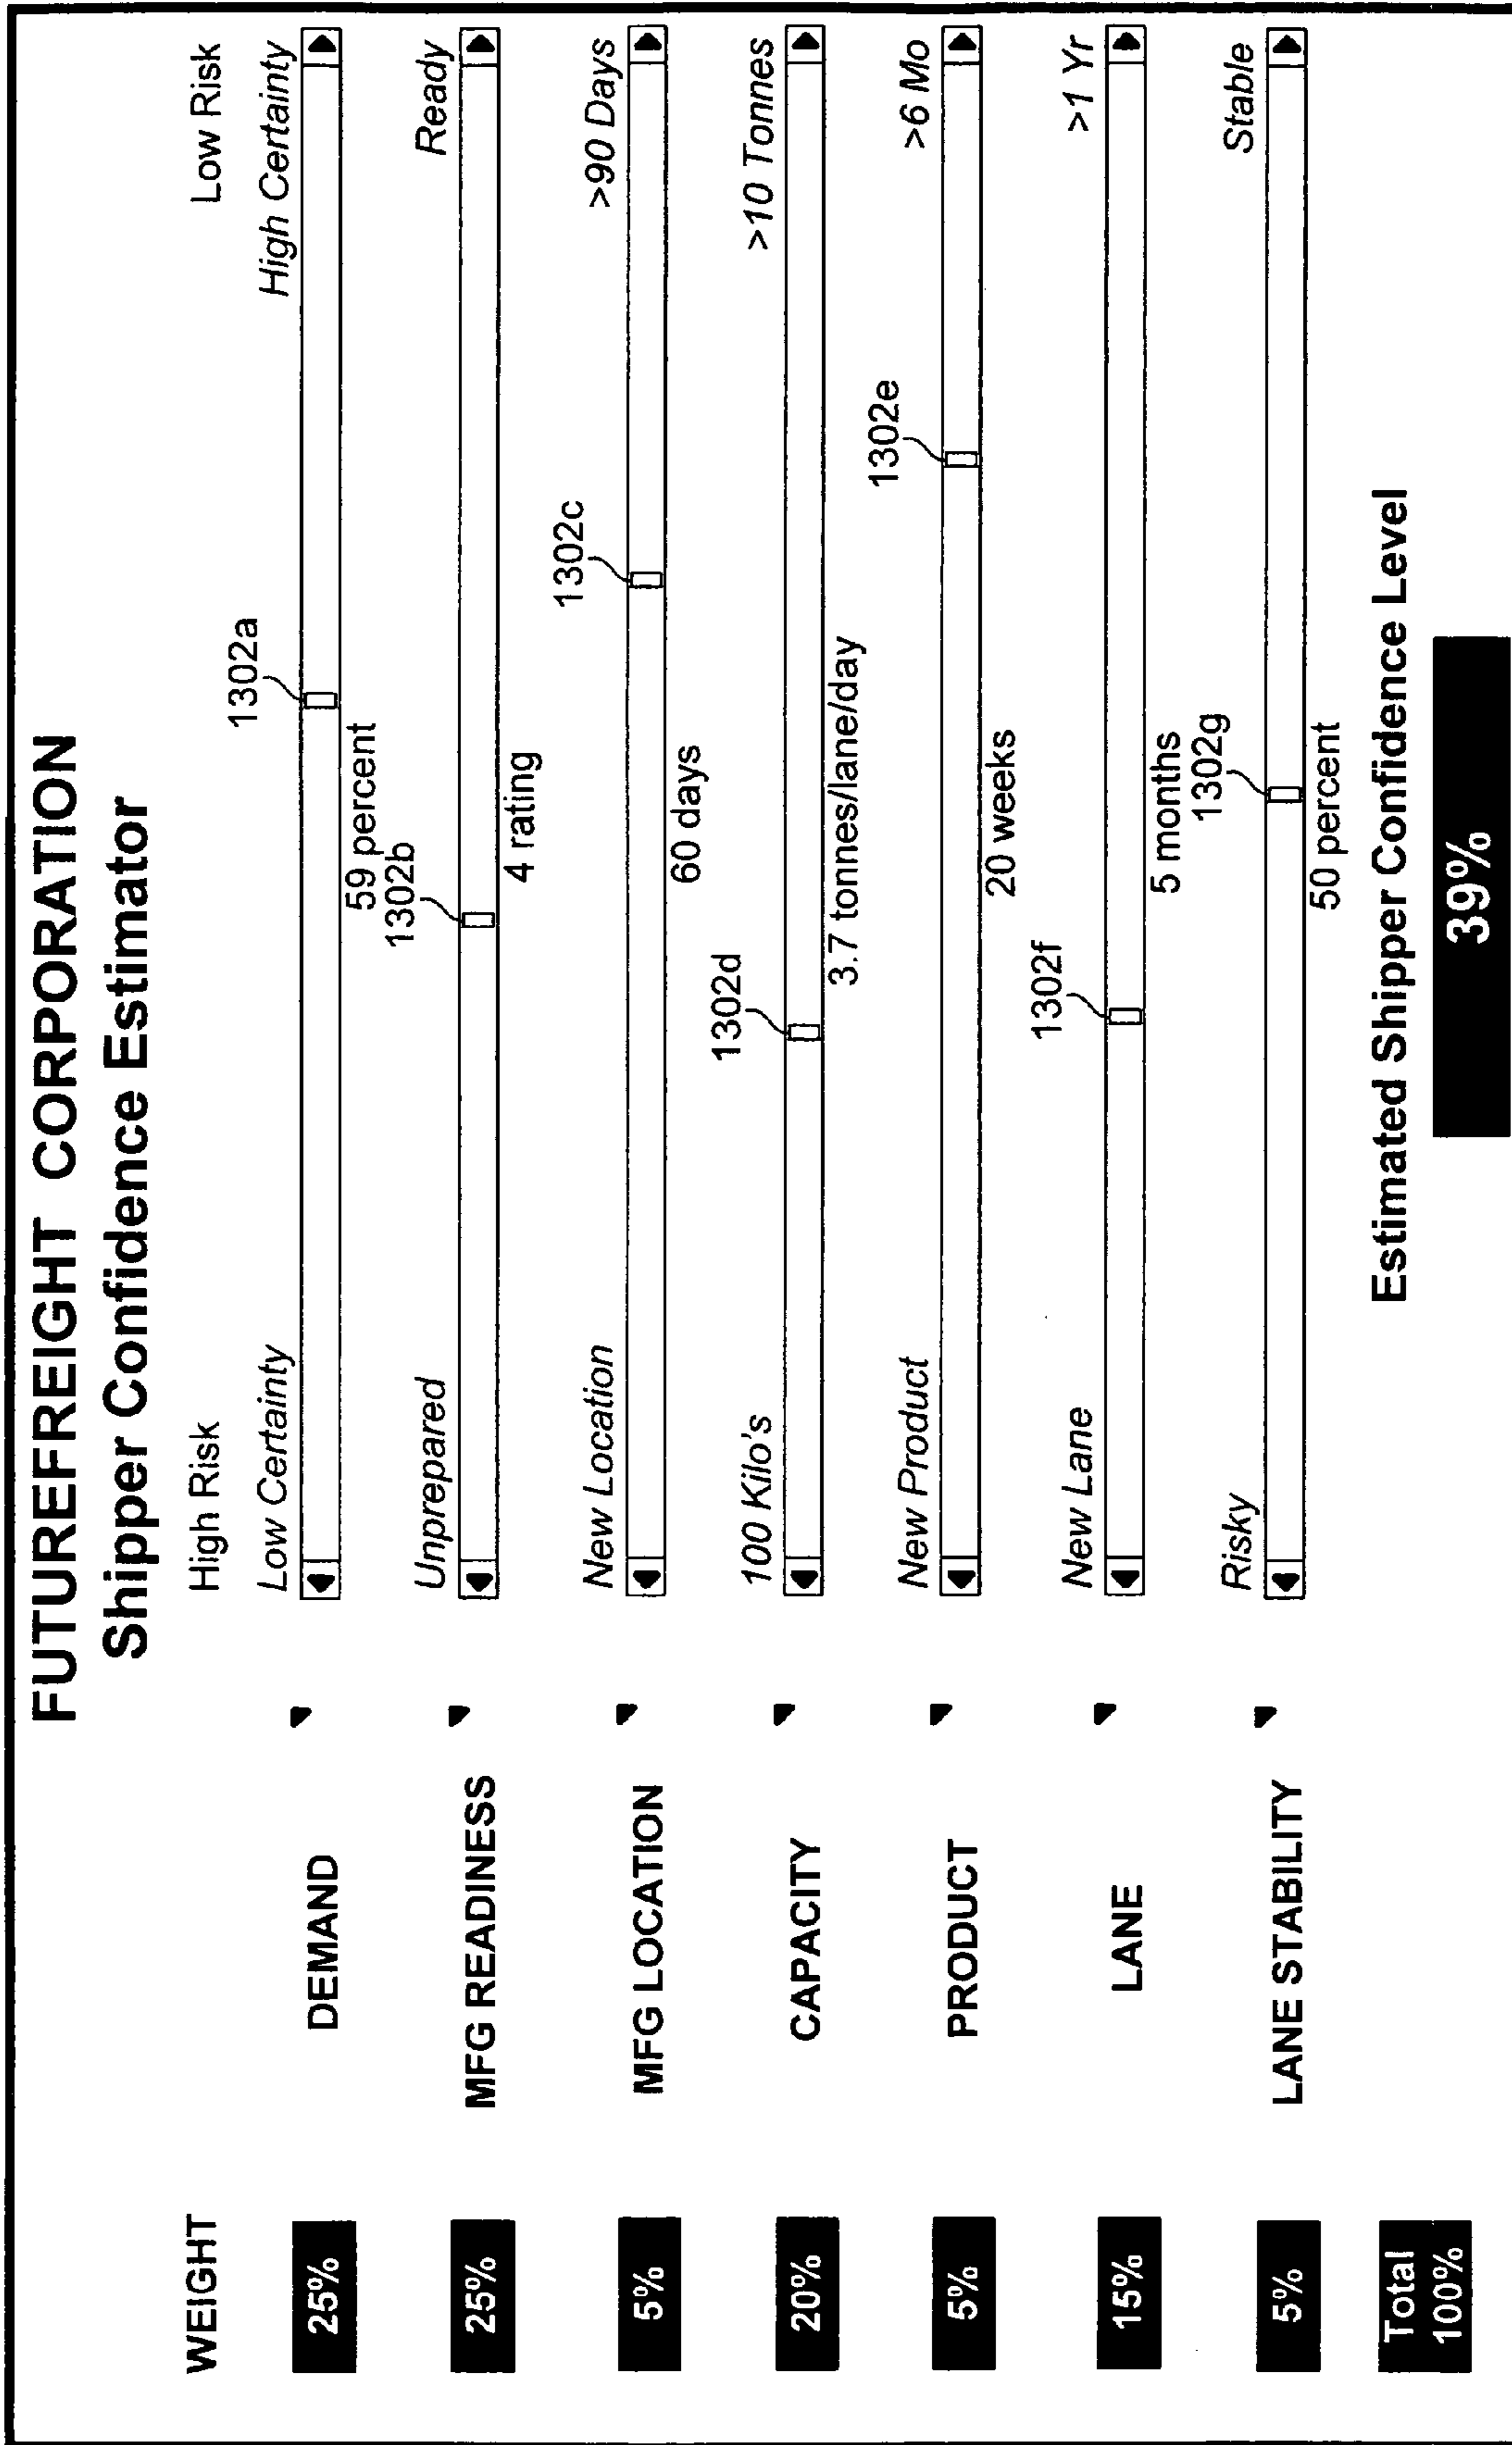 FUTUREFREIGHT CORPORATION
Shipper Confidence Estimator
WEIGHT High Risk Low Risk
Low Certainty 1302a High Certainty
25% DEMAND
59 percent
Unprepared 1302b Ready
25% MFG READINESS
4 rating
New Location 1302c >90 Days
5% MFG LOCATION
60 days
100 Kilo's 1302d >10 Tonnes
20% CAPACITY
3.7 tonnes/lane/day
New Product 1302e >6 Mo
5% PRODUCT
20 weeks
New Lane 1302f >1 Yr
15% LANE
5 months
Risky 1302g Stable
5% LANE STABILITY
50 percent
Total
100%
Estimated Shipper Confidence Level
39%